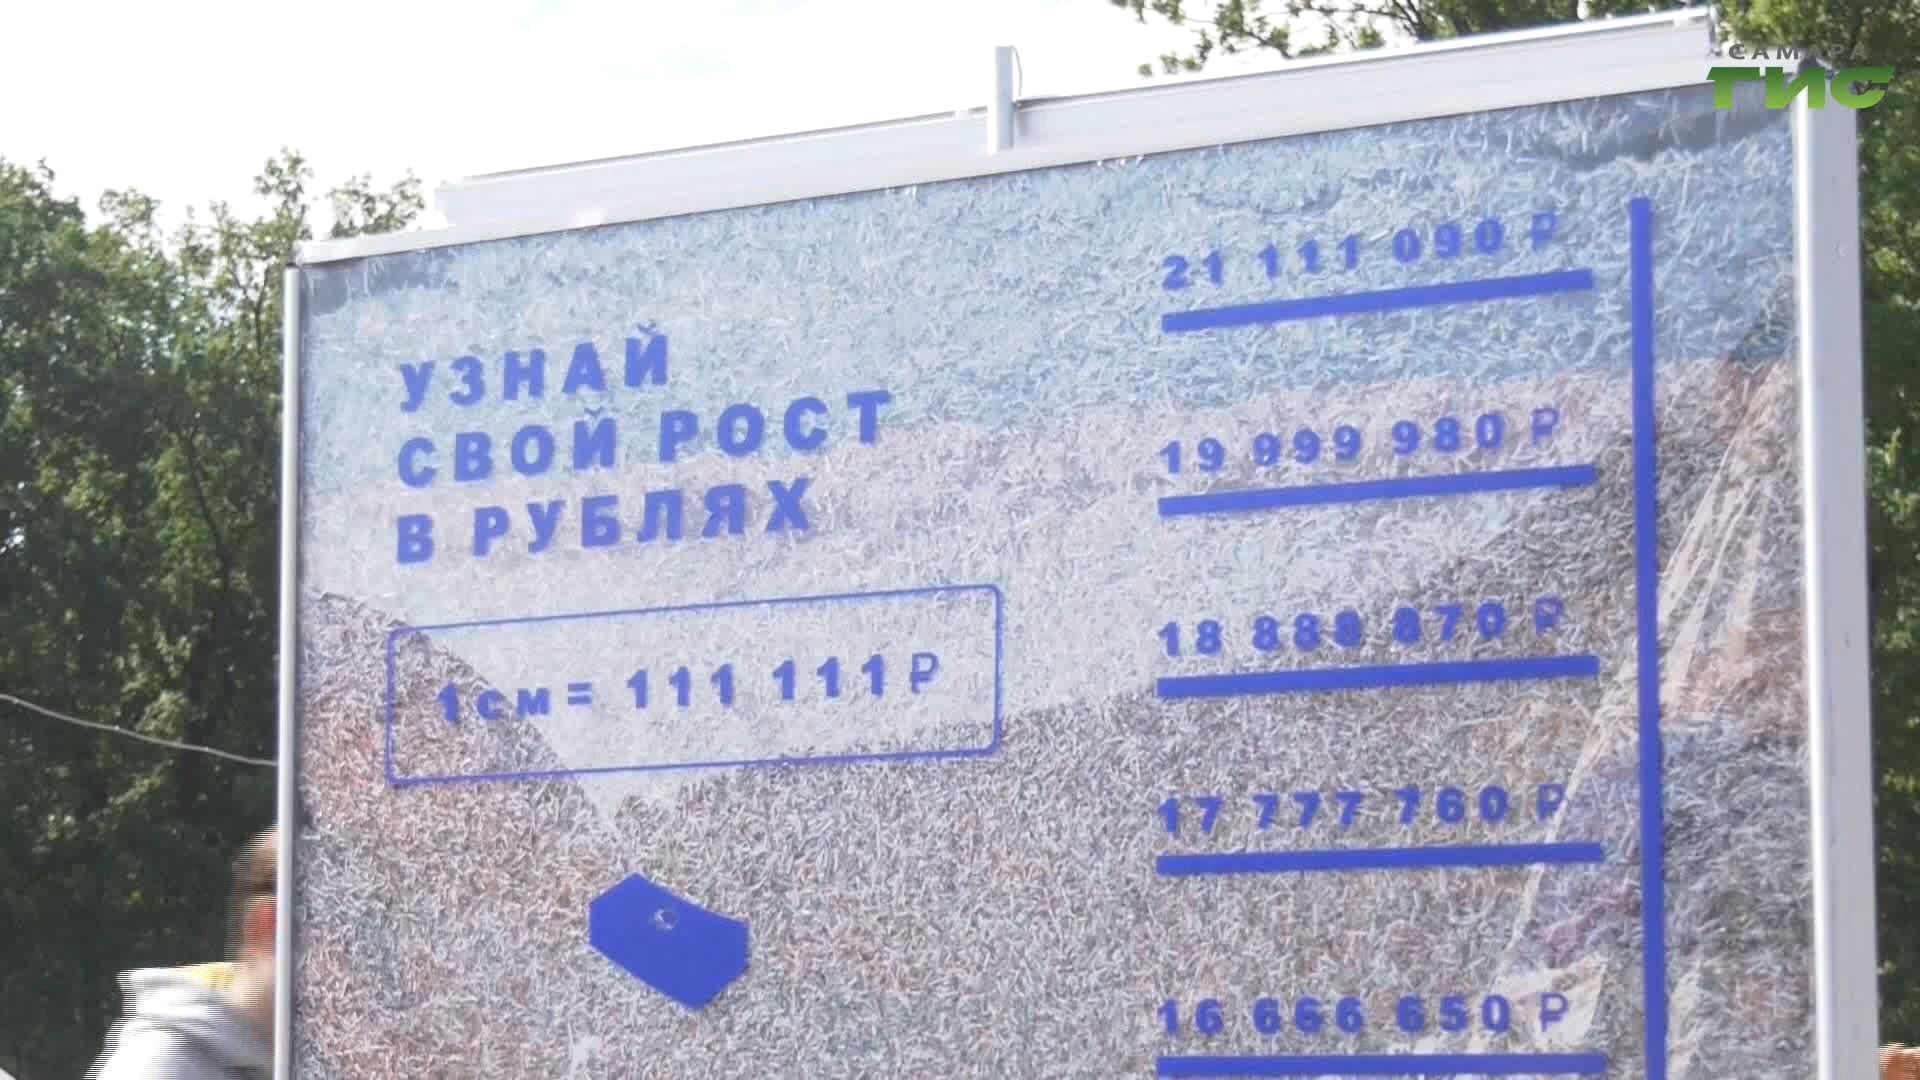 САМАРА
ТИС
УЗНАЙ
СВОЙ РОСТ
В РУБЛЯХ
1см = 111 111 ₽
21 111 090 ₽
19 999 980 ₽
18 888 870 ₽
17 777 760 ₽
16 666 650 ₽